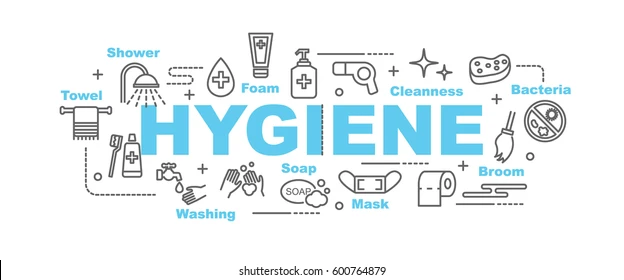 Shower
Towel
Foam
Cleanness
Bacteria
HYGIENE
Soap
SOAP
Washing
Mask
Broom
shutterstock.com · 600764879